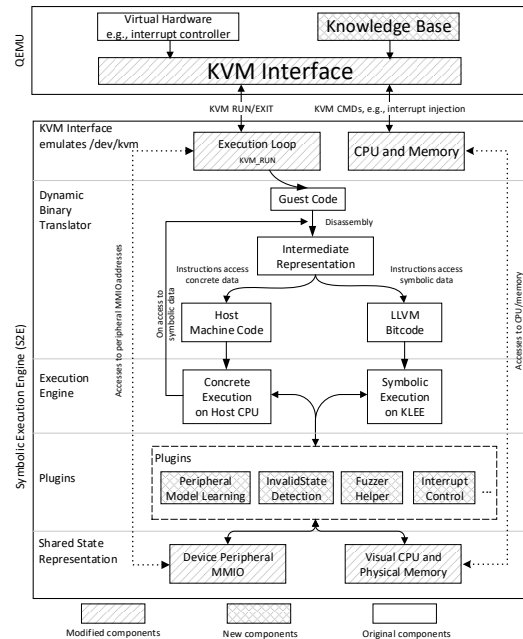 QEMU
Virtual Hardware
e.g., interrupt controller
Knowledge Base
KVM Interface
KVM RUN/EXIT
KVM CMDs, e.g., interrupt injection
Symbolic Execution Engine (S2E)
KVM Interface
emulates /dev/kvm
Execution Loop
KVM_RUN
CPU and Memory
Dynamic
Binary
Translator
Guest Code
Disassembly
Intermediate
Representation
Instructions access
concrete data
Instructions access
symbolic data
Accesses to peripheral MMIO addresses
On access to
symbolic data
Accesses to CPU/memory
Host
Machine Code
LLVM
Bitcode
Execution
Engine
Concrete
Execution
on Host CPU
Symbolic
Execution
on KLEE
Plugins
Plugins
Peripheral
Model Learning
InvalidState
Detection
Fuzzer
Helper
Interrupt
Control
...
Shared State
Representation
Device Peripheral
MMIO
Visual CPU and
Physical Memory
Modified components
New components
Original components